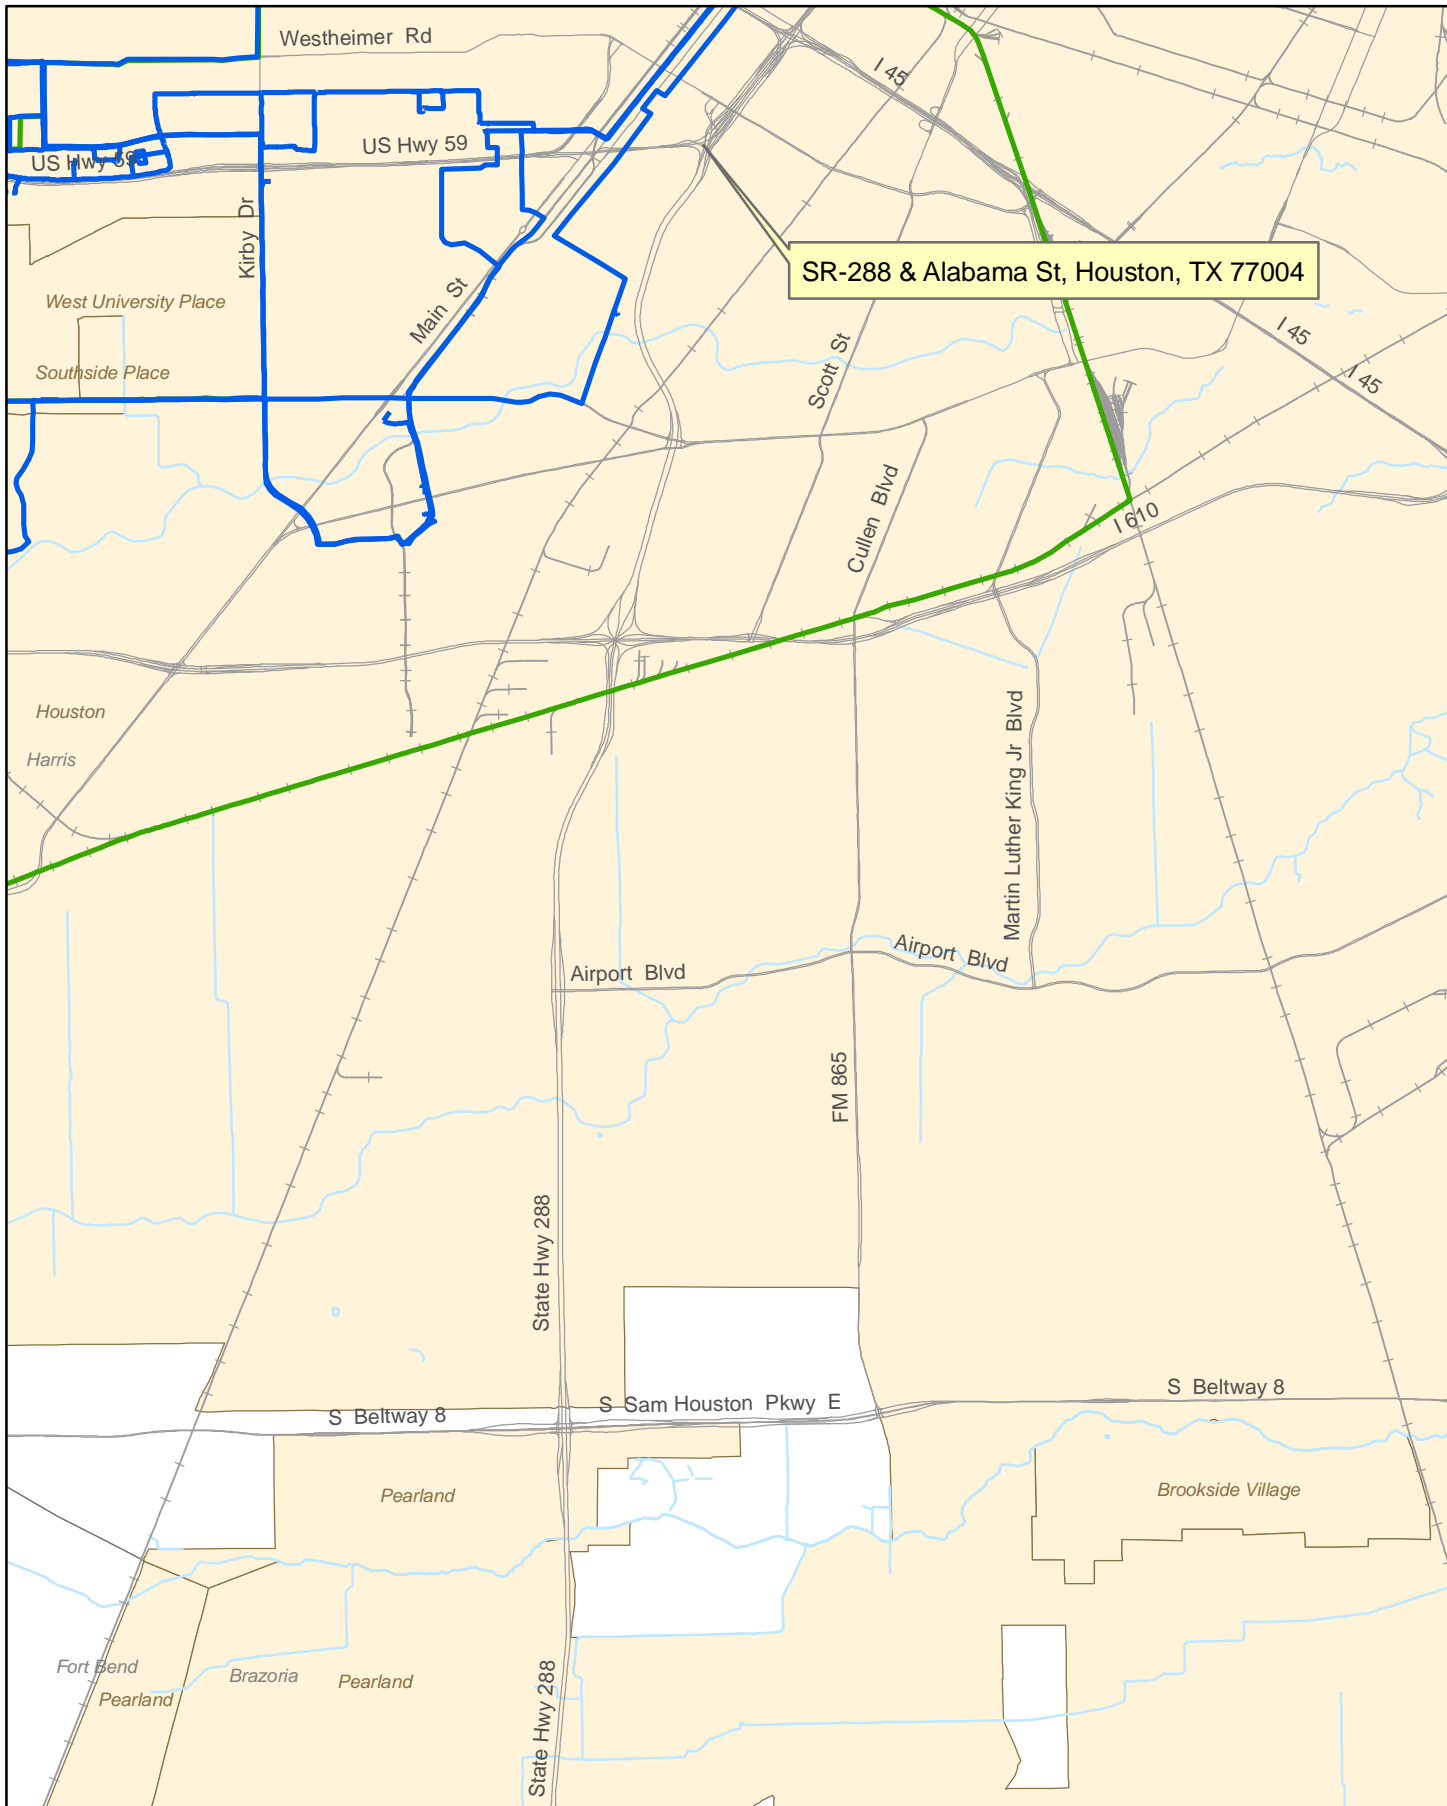 Westheimer Rd
I 45
US Hwy 59
US Hwy 59
Kirby Dr
SR-288 & Alabama St, Houston, TX 77004
West University Place
Main St
I 45
Scott St
Southside Place
I 45
Cullen Blvd
I 610
Houston
Harris
Martin Luther King Jr Blvd
Airport Blvd
Airport Blvd
FM 865
State Hwy 288
S Beltway 8
S Sam Houston Pkwy E
S Beltway 8
Pearland
Brookside Village
Fort Bend
Brazoria
Pearland
Pearland
State Hwy 288